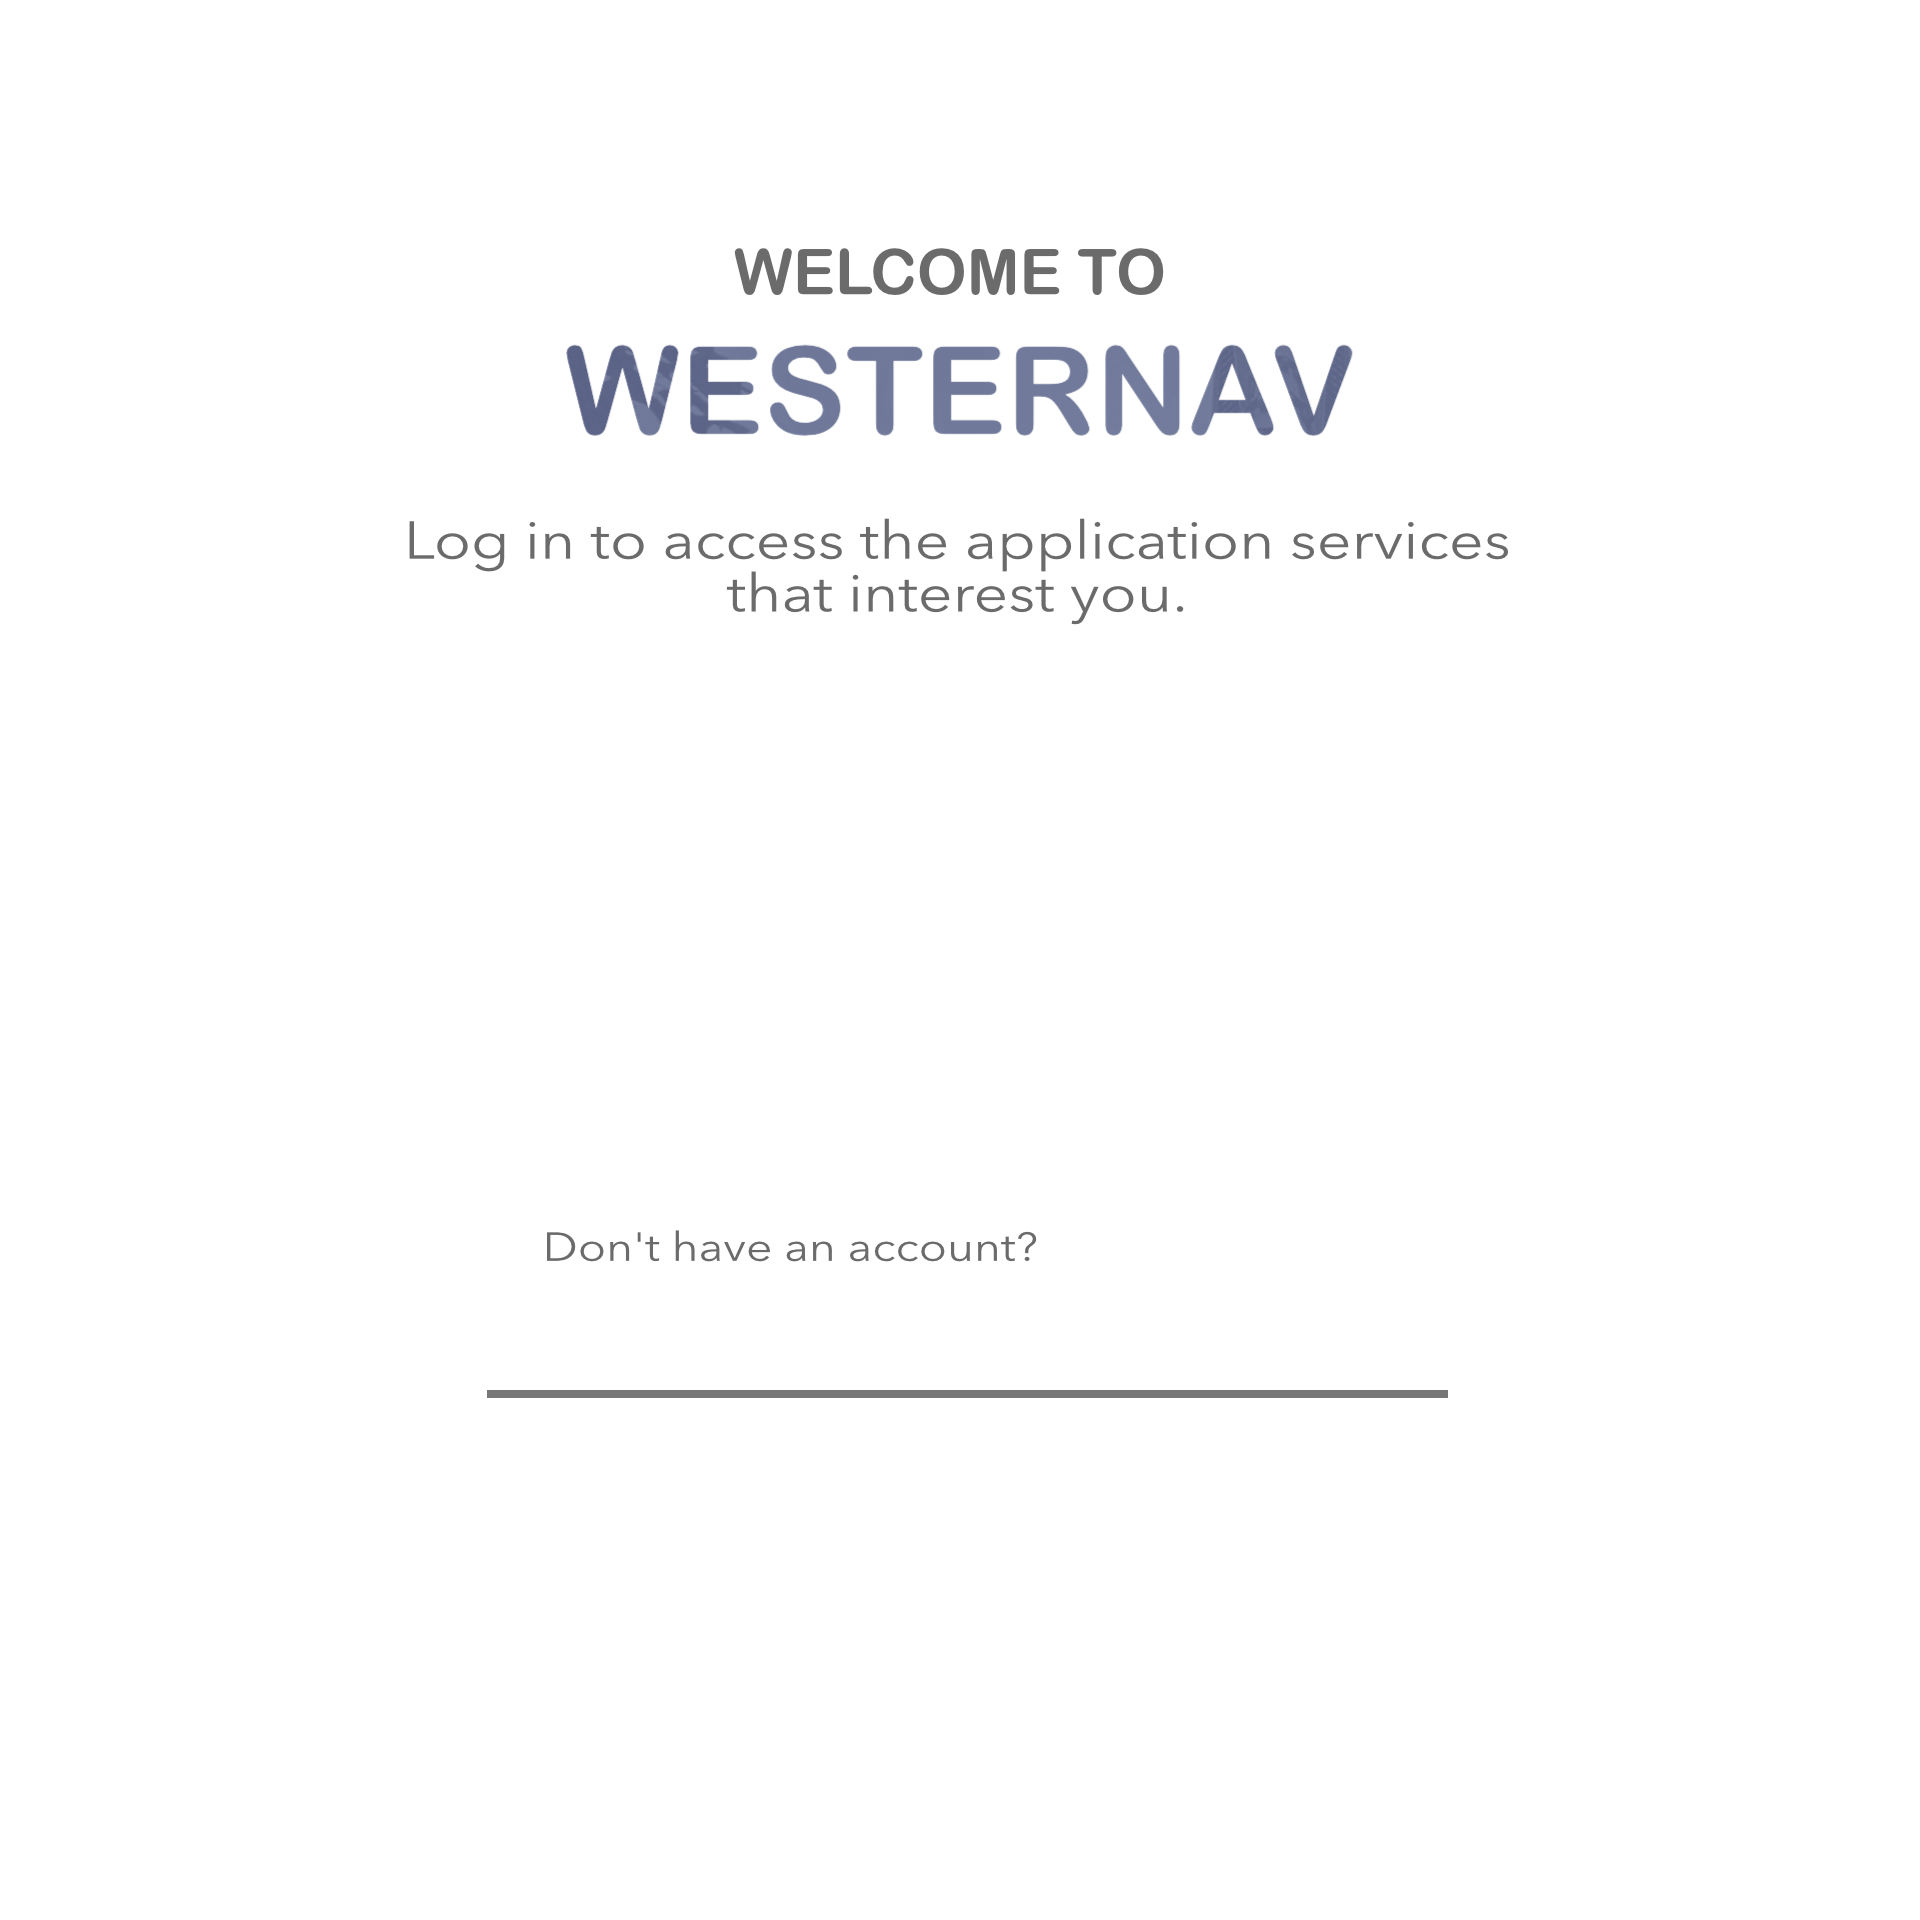 WELCOME TO
WESTERNAV
Log in to access the application services
that interest you.
Don't have an account?